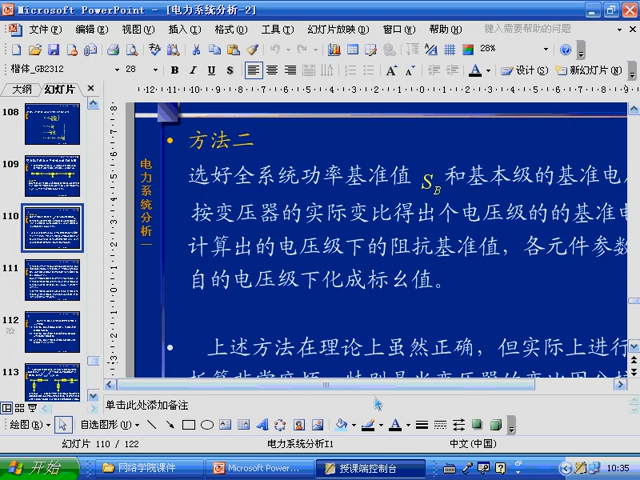 Microsoft PowerPoint - [电力系统分析-2]
文件(F) 编辑(E) 视图(V) 插入(I) 格式(O) 工具(T) 幻灯片放映(D) 窗口(W) 帮助(H) 键入需要帮助的问题
28%
楷体_GB2312 28 B I U S A A A 设计(S) 新幻灯片(N)
大纲 幻灯片
108
109
110
111
112
113
电力系统分析一
方法二
选好全系统功率基准值 S_B 和基本级的基准电
按变压器的实际变比得出个电压级的的基准电
计算出的电压级下的阻抗基准值，各元件参数
自的电压级下化成标幺值。
上述方法在理论上虽然正确，但实际上进行
单击此处添加备注
绘图(R) 自选图形(U)
幻灯片 110 / 122 电力系统分析I1 中文(中国)
开始 网络学院课件 Microsoft Power... 授课端控制台 10:35